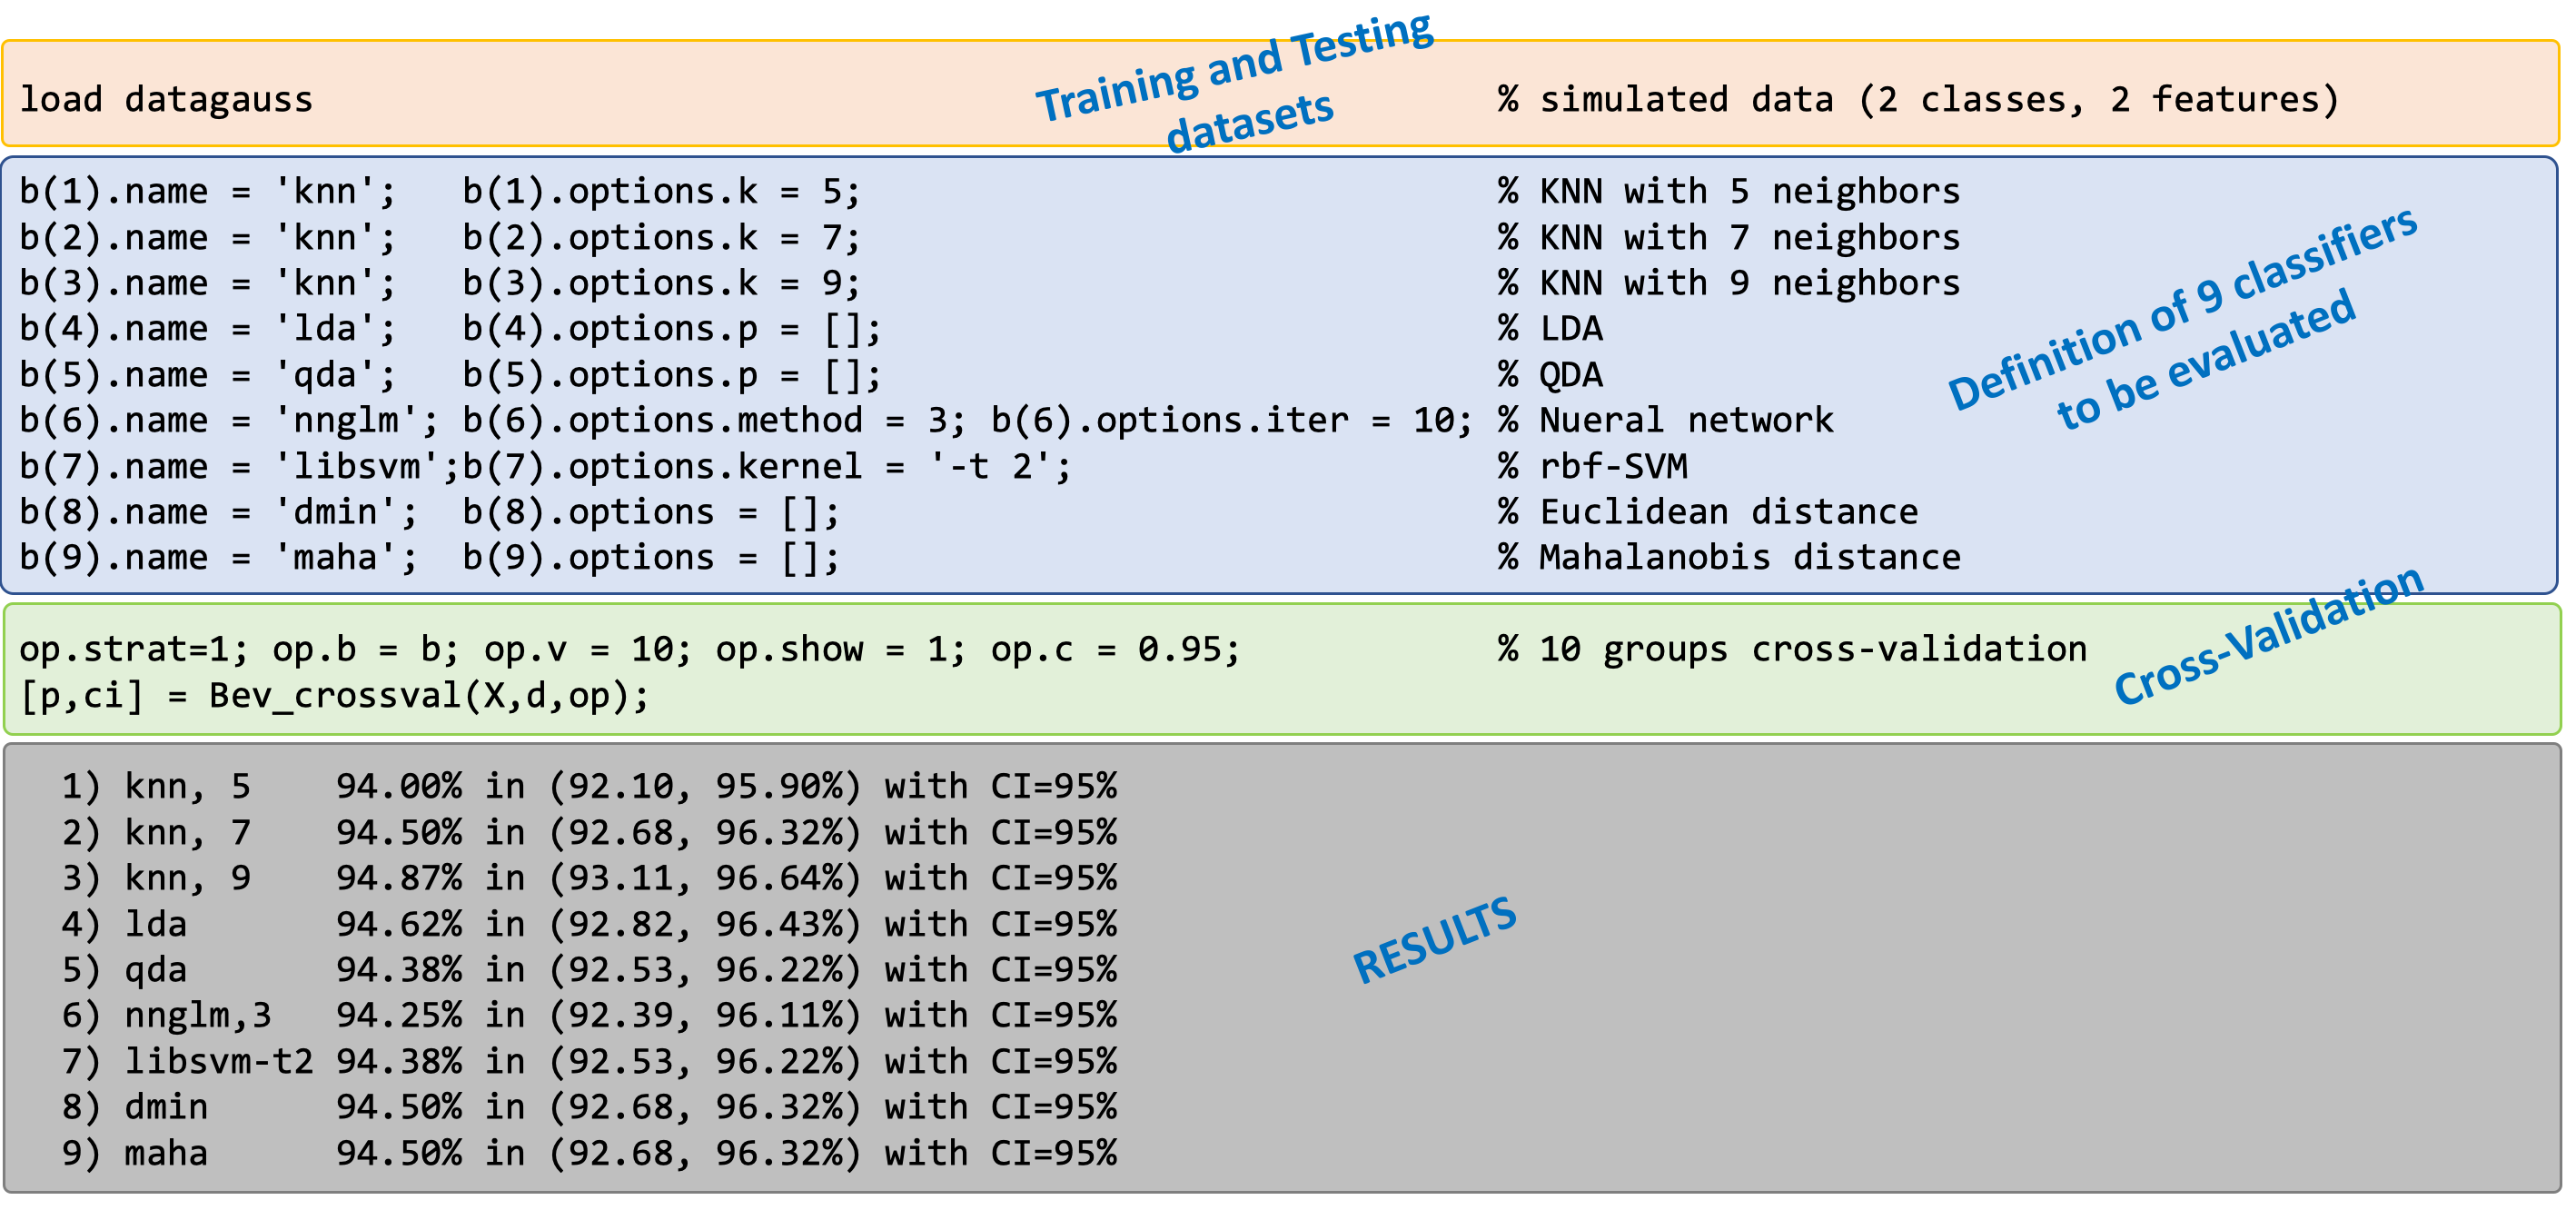 load datagauss % simulated data (2 classes, 2 features)
Training and Testing
datasets
b(1).name = 'knn'; b(1).options.k = 5; % KNN with 5 neighbors
b(2).name = 'knn'; b(2).options.k = 7; % KNN with 7 neighbors
b(3).name = 'knn'; b(3).options.k = 9; % KNN with 9 neighbors
b(4).name = 'lda'; b(4).options.p = []; % LDA
b(5).name = 'qda'; b(5).options.p = []; % QDA
b(6).name = 'nnglm'; b(6).options.method = 3; b(6).options.iter = 10; % Nueral network
b(7).name = 'libsvm';b(7).options.kernel = '-t 2'; % rbf-SVM
b(8).name = 'dmin'; b(8).options = []; % Euclidean distance
b(9).name = 'maha'; b(9).options = []; % Mahalanobis distance
Definition of 9 classifiers
to be evaluated
op.strat=1; op.b = b; op.v = 10; op.show = 1; op.c = 0.95; % 10 groups cross-validation
[p,ci] = Bev_crossval(X,d,op);
Cross-Validation
1) knn, 5 94.00% in (92.10, 95.90%) with CI=95%
2) knn, 7 94.50% in (92.68, 96.32%) with CI=95%
3) knn, 9 94.87% in (93.11, 96.64%) with CI=95%
4) lda 94.62% in (92.82, 96.43%) with CI=95%
5) qda 94.38% in (92.53, 96.22%) with CI=95%
6) nnglm,3 94.25% in (92.39, 96.11%) with CI=95%
7) libsvm-t2 94.38% in (92.53, 96.22%) with CI=95%
8) dmin 94.50% in (92.68, 96.32%) with CI=95%
9) maha 94.50% in (92.68, 96.32%) with CI=95%
RESULTS